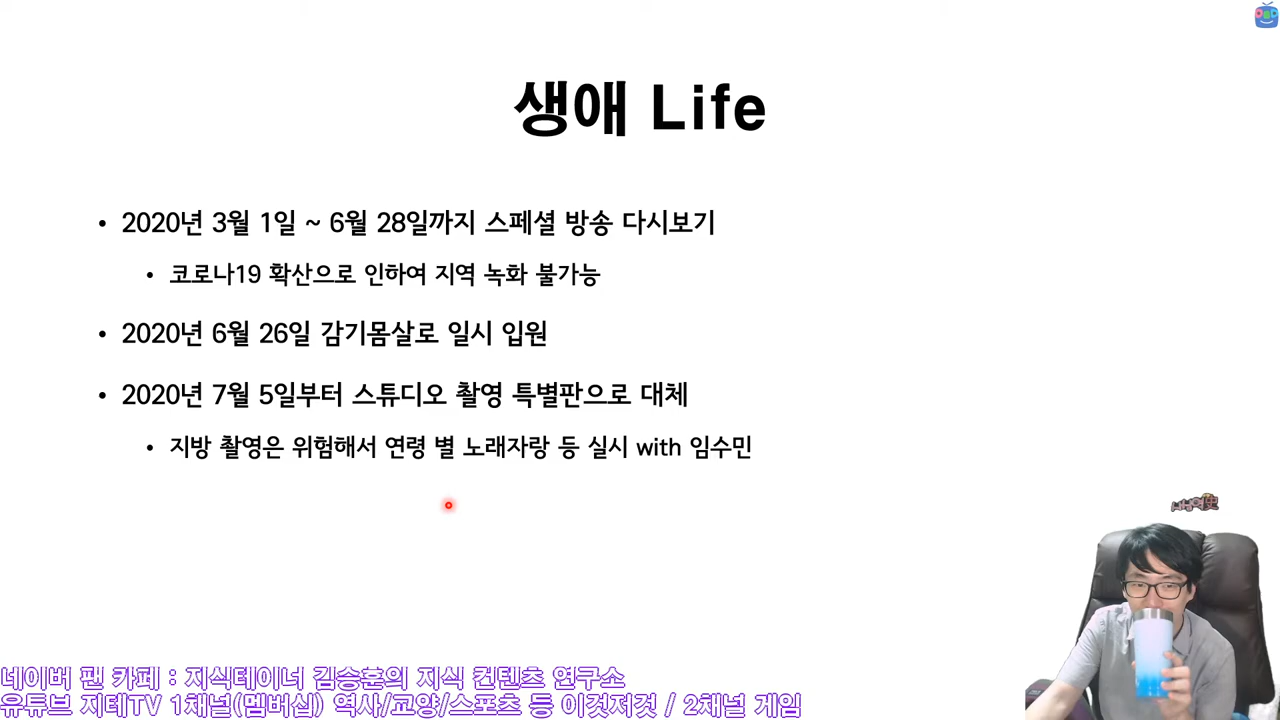 생애 Life
• 2020년 3월 1일 ~ 6월 28일까지 스페셜 방송 다시보기
• 코로나19 확산으로 인하여 지역 녹화 불가능
• 2020년 6월 26일 감기몸살로 일시 입원
• 2020년 7월 5일부터 스튜디오 촬영 특별판으로 대체
• 지방 촬영은 위험해서 연령 별 노래자랑 등 실시 with 임수민
네이버 팬 카페 : 지식테이너 김승훈의 지식 컨텐츠 연구소
유튜브 지테TV 1채널(멤버십) 역사/교양/스포츠 등 이것저것 / 2채널 게임